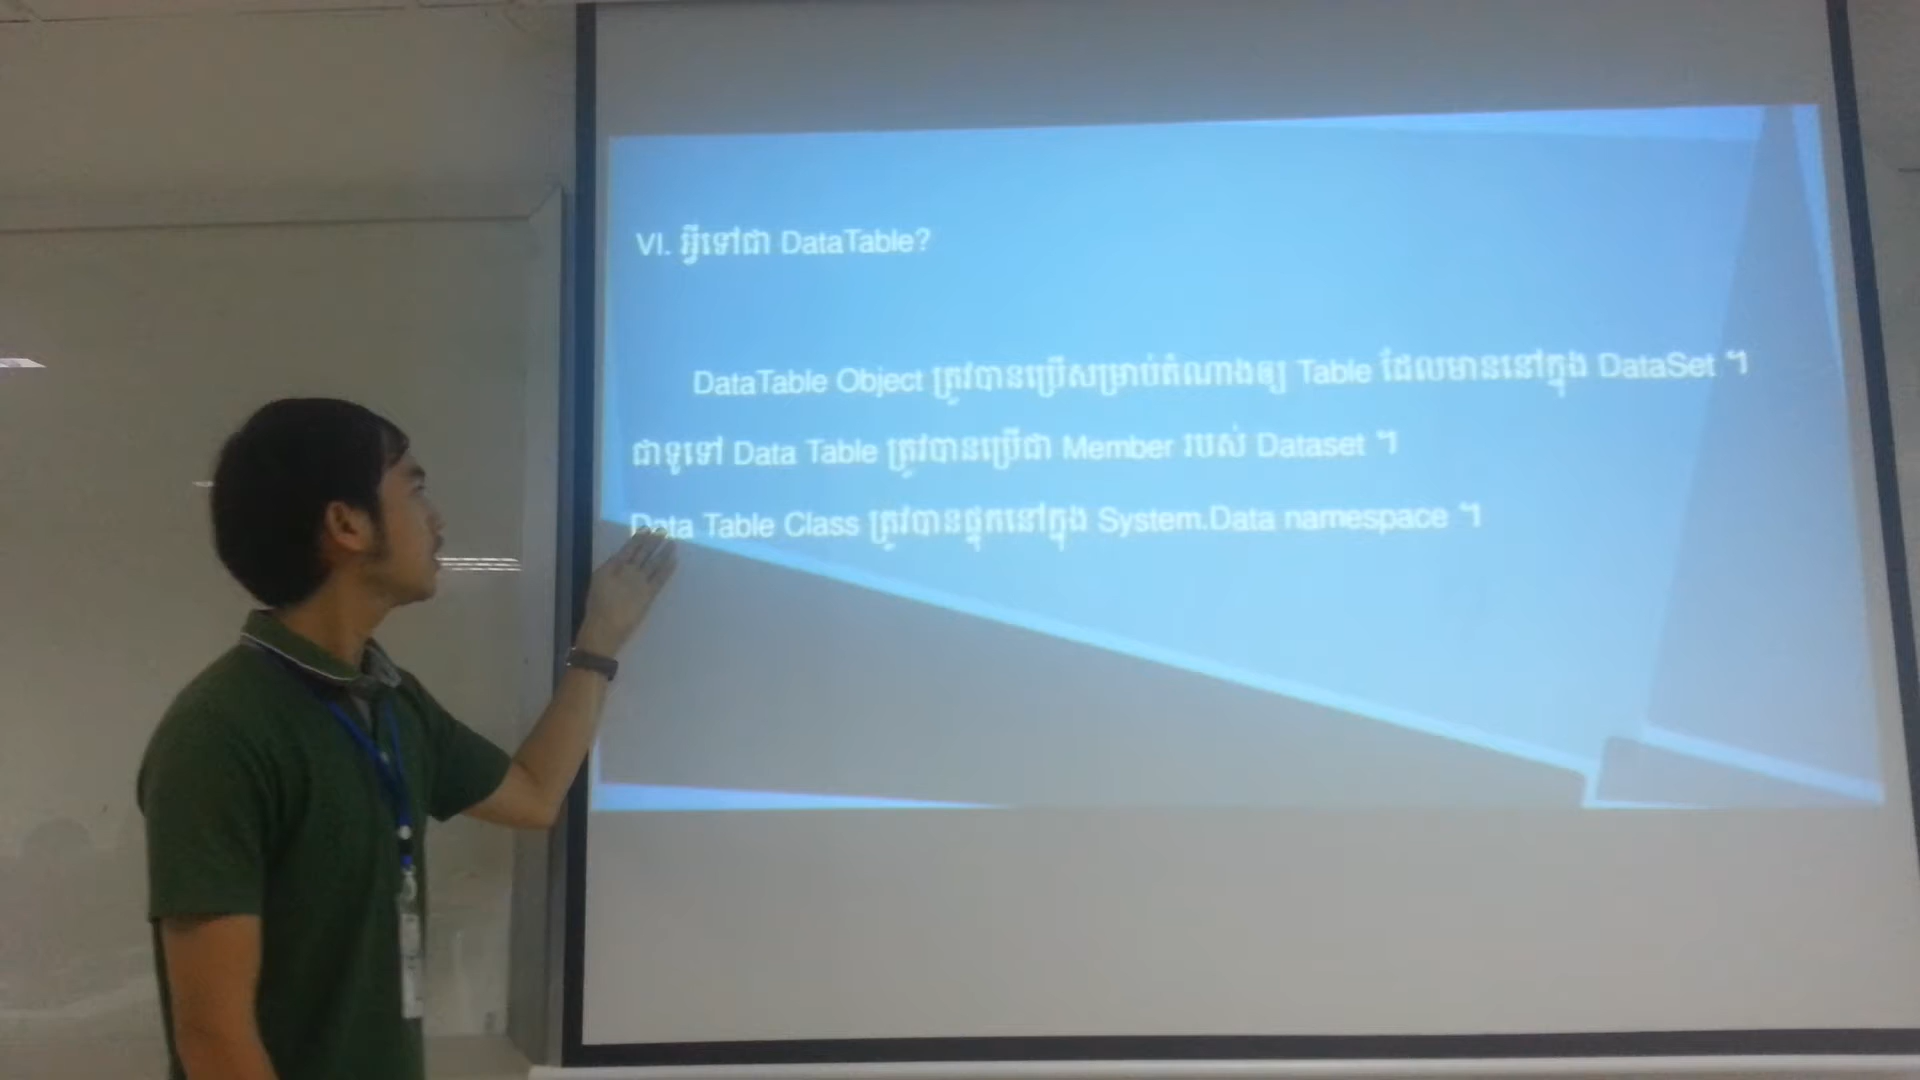 VI. អ្វីទៅជា DataTable?
DataTable Object ត្រូវបានប្រើសម្រាប់តំណាងឲ្យ Table ដែលមាននៅក្នុង DataSet ។
ជាទូទៅ Data Table ត្រូវបានប្រើជា Member របស់ Dataset ។
Data Table Class ត្រូវបានផ្ទុកនៅក្នុង System.Data namespace ។